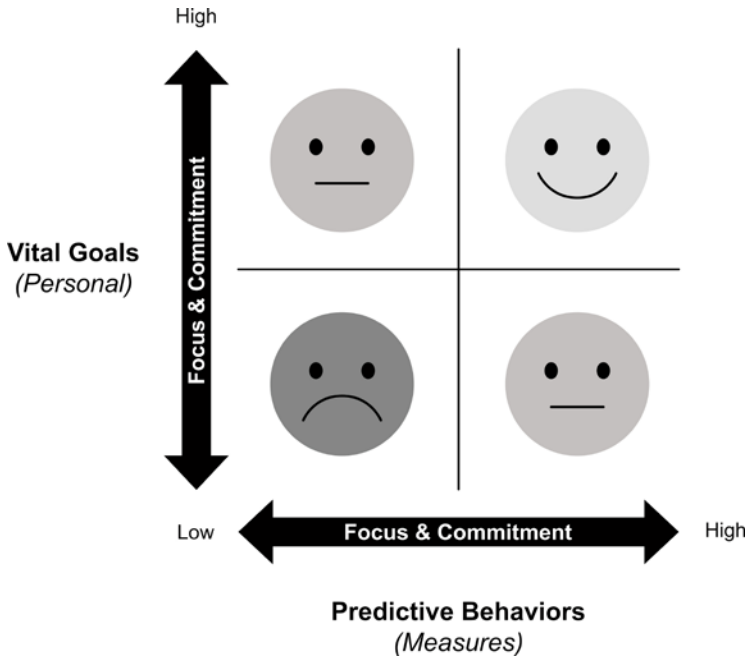 High
Focus & Commitment
Vital Goals
(Personal)
Low
Focus & Commitment
High
Predictive Behaviors
(Measures)